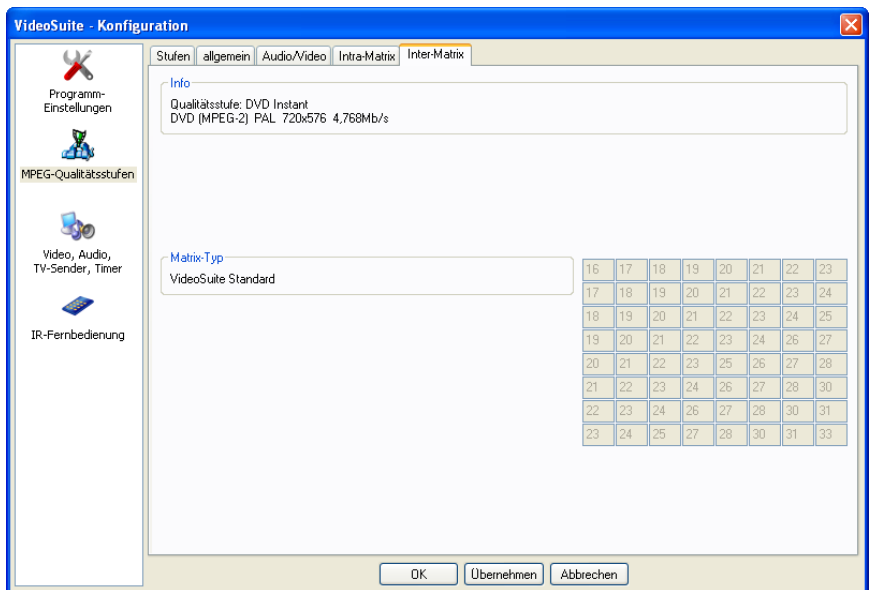 VideoSuite - Konfiguration
Programm-
Einstellungen
MPEG-Qualitätsstufen
Video, Audio,
TV-Sender, Timer
IR-Fernbedienung
Stufen allgemein Audio/Video Intra-Matrix Inter-Matrix
Info
Qualitätsstufe: DVD Instant
DVD (MPEG-2) PAL 720x576 4,768Mb/s
Matrix-Typ
VideoSuite Standard
16 17 18 19 20 21 22 23
17 18 19 20 21 22 23 24
18 19 20 21 22 23 24 25
19 20 21 22 23 24 26 27
20 21 22 23 25 26 27 28
21 22 23 24 26 27 28 30
22 23 24 26 27 28 30 31
23 24 25 27 28 30 31 33
OK Übernehmen Abbrechen